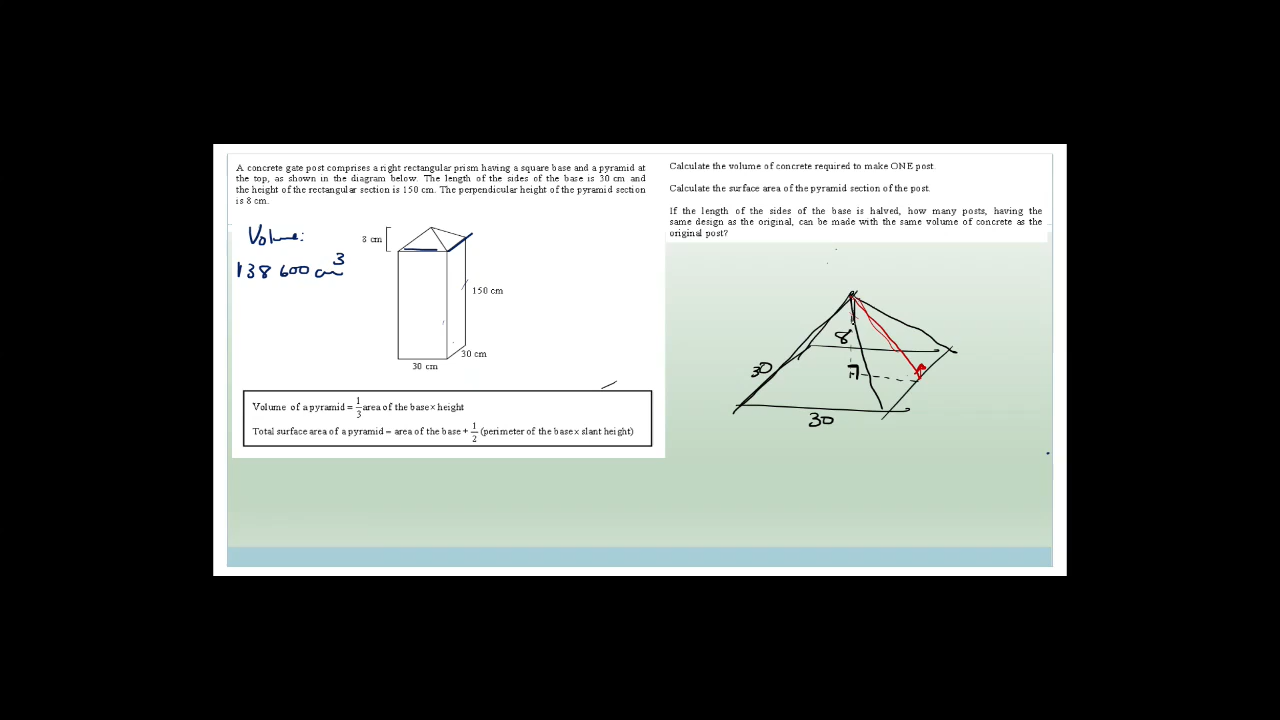 A concrete gate post comprises a right rectangular prism having a square base and a pyramid at
the top, as shown in the diagram below. The length of the sides of the base is 30 cm and
the height of the rectangular section is 150 cm. The perpendicular height of the pyramid section
is 8 cm.
Volume:
138 600 cm³
8 cm
150 cm
30 cm
30 cm
Volume of a pyramid = 1/3 area of the base × height
Total surface area of a pyramid = area of the base + 1/2 (perimeter of the base × slant height)
Calculate the volume of concrete required to make ONE post.
Calculate the surface area of the pyramid section of the post.
If the length of the sides of the base is halved, how many posts, having the
same design as the original, can be made with the same volume of concrete as the
original post?
8
30
30